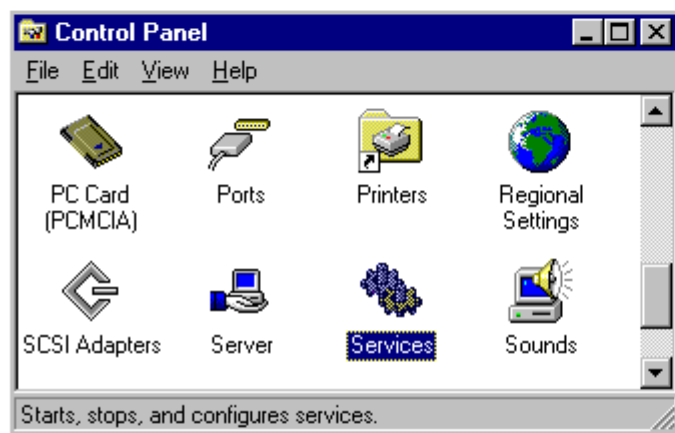 Control Panel
File Edit View Help
PC Card
(PCMCIA)
Ports
Printers
Regional
Settings
SCSI Adapters
Server
Services
Sounds
Starts, stops, and configures services.